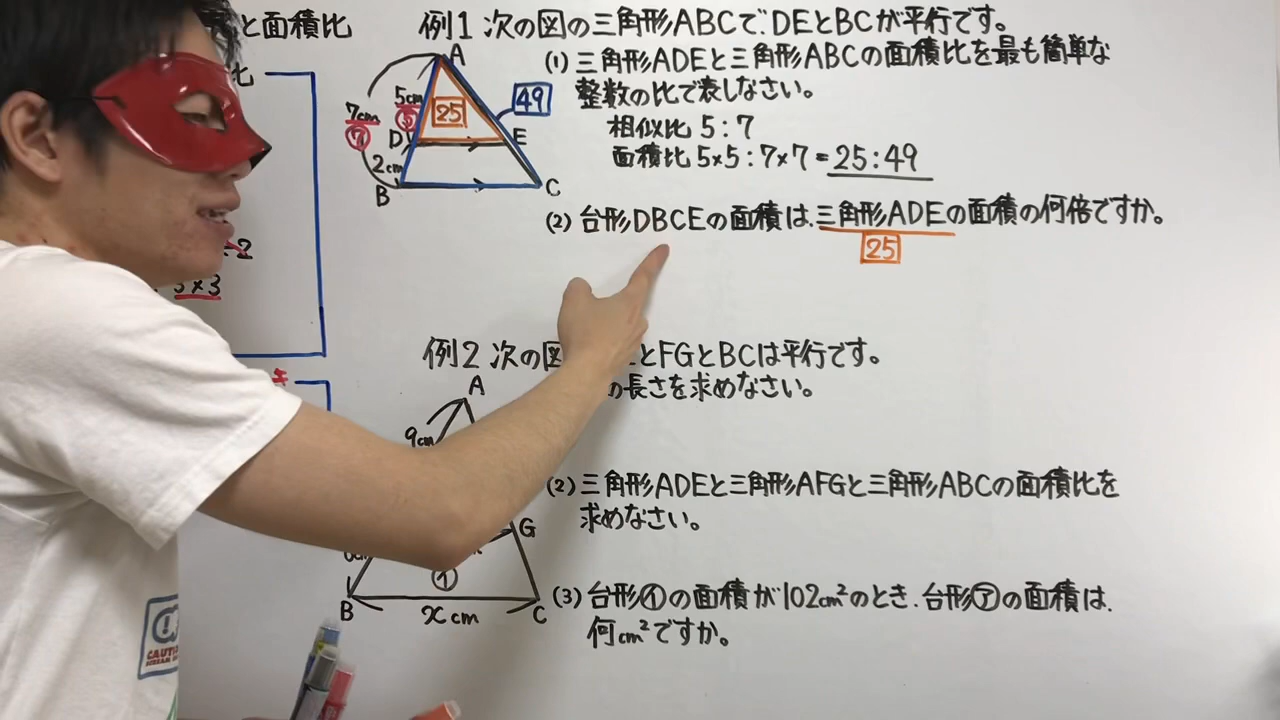 と面積比
比
3×3
例1 次の図の三角形ABCで、DEとBCが平行です。
(1) 三角形ADEと三角形ABCの面積比を最も簡単な
整数の比で表しなさい。
相似比 5:7
面積比 5×5:7×7=25:49
(2) 台形DBCEの面積は、三角形ADEの面積の何倍ですか。
25
A
5cm
⑤
25
49
7cm
⑦
D
E
2cm
B
C
例2 次の図
とFGとBCは平行です。
の長さを求めなさい。
A
9cm
(2) 三角形ADEと三角形AFGと三角形ABCの面積比を
求めなさい。
G
㋑
B
x cm
C
(3) 台形㋑の面積が102cm²のとき、台形㋐の面積は、
何cm²ですか。